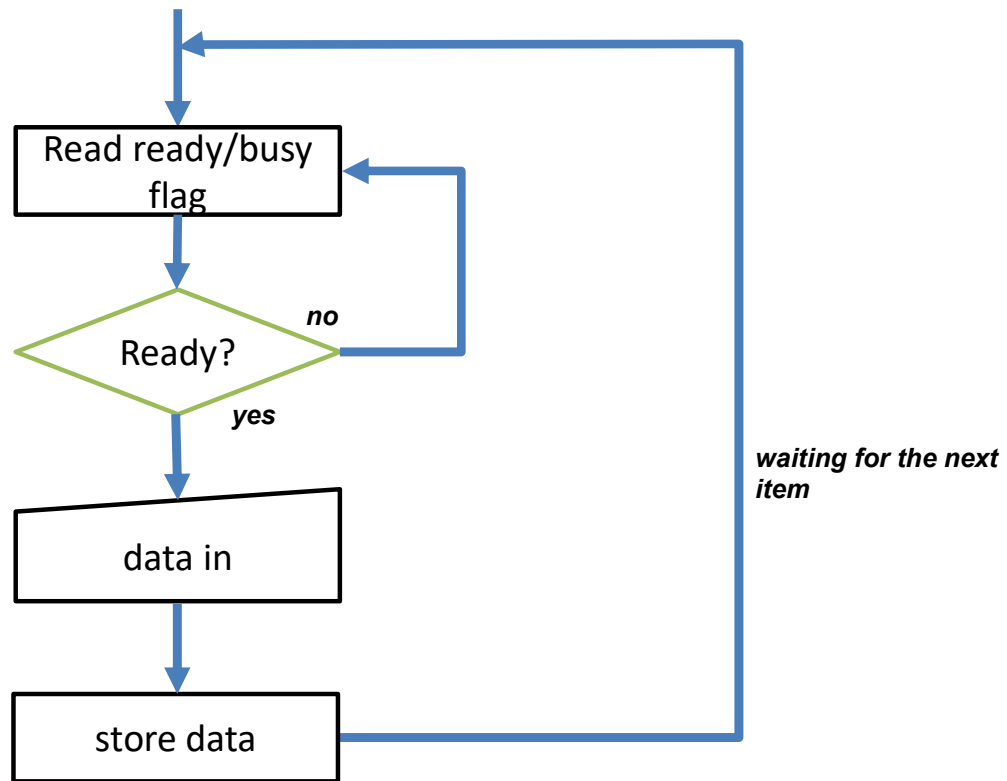 Read ready/busy
flag
no
Ready?
yes
waiting for the next
item
data in
store data